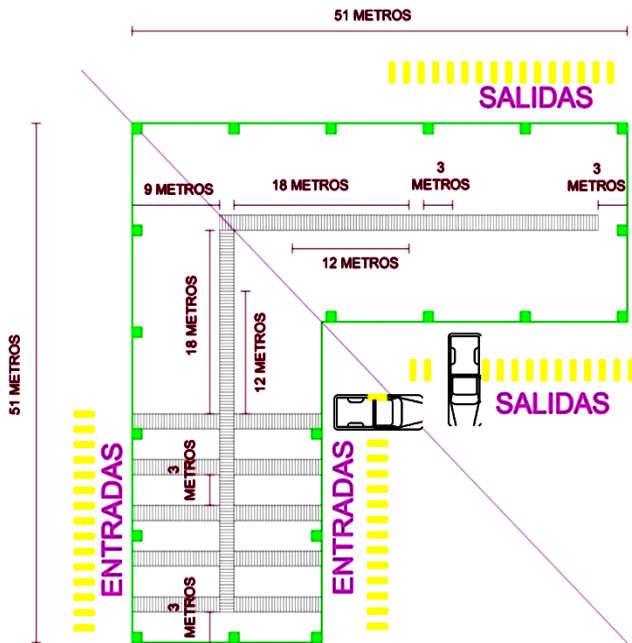 51 METROS
SALIDAS
9 METROS
18 METROS
3
METROS
3
METROS
12 METROS
18 METROS
12 METROS
51 METROS
SALIDAS
ENTRADAS
3
METROS
ENTRADAS
3
METROS